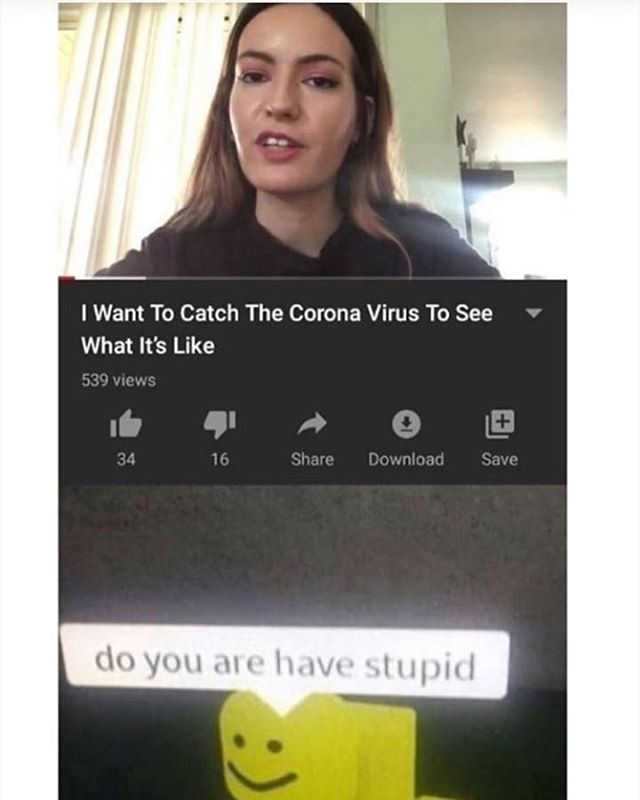 I Want To Catch The Corona Virus To See
What It's Like
539 views
34 16 Share Download Save
do you are have stupid